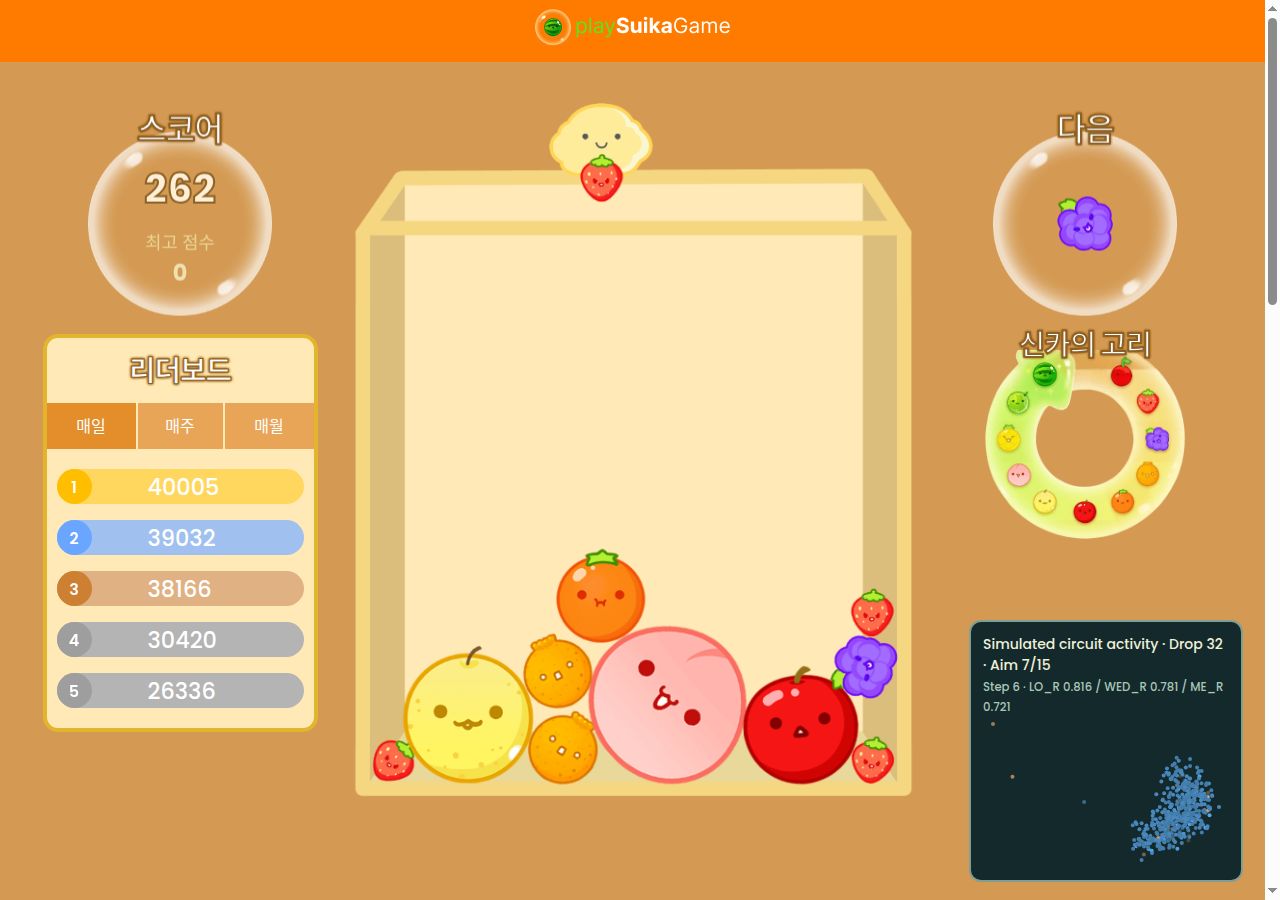 playSuikaGame
스코어
262
최고 점수
0
리더보드
매일 매주 매월
1 40005
2 39032
3 38166
4 30420
5 26336
다음
신카의 고리
Simulated circuit activity · Drop 32
· Aim 7/15
Step 6 · LO_R 0.816 / WED_R 0.781 / ME_R
0.721